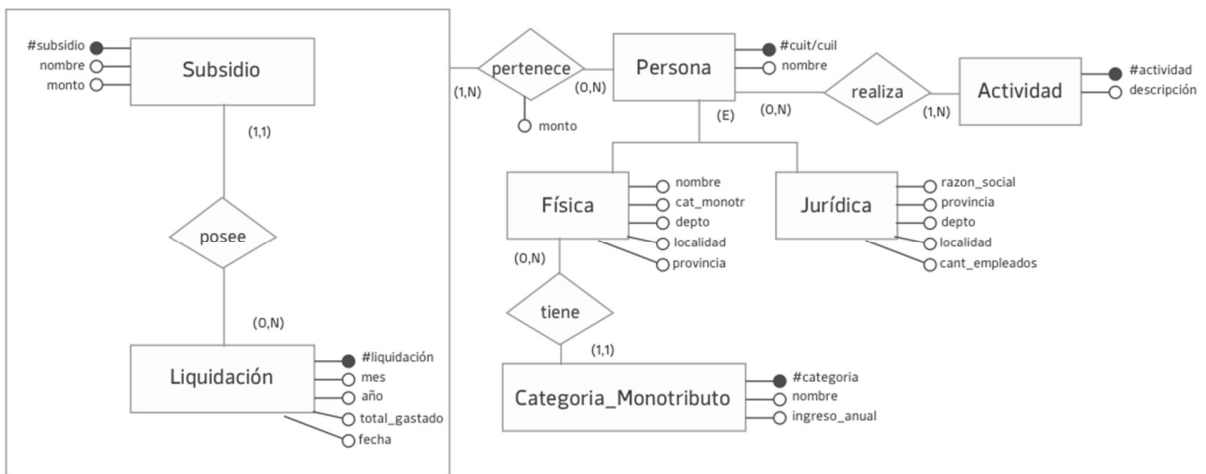 #subsidio
nombre
monto
Subsidio
(1,1)
posee
(0,N)
Liquidación
#liquidación
mes
año
total_gastado
fecha
(1,N)
pertenece
(0,N)
monto
Persona
#cuit/cuil
nombre
(E)
(0,N)
realiza
(1,N)
Actividad
#actividad
descripción
Física
nombre
cat_monotr
depto
localidad
provincia
Jurídica
razon_social
provincia
depto
localidad
cant_empleados
(0,N)
tiene
(1,1)
Categoria_Monotributo
#categoria
nombre
ingreso_anual